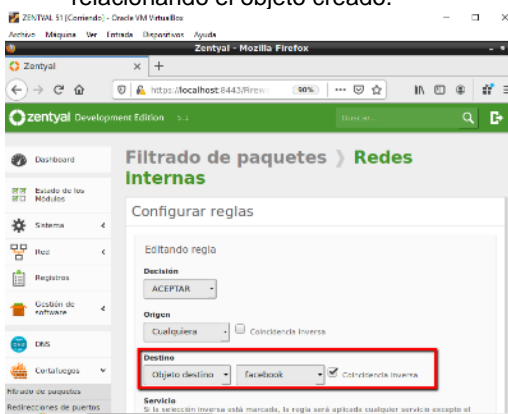 relacionando el objeto creado.
ZENTYAL 51 [Corriendo] - Oracle VM VirtualBox
Archivo Máquina Ver Entrada Dispositivos Ayuda
Zentyal - Mozilla Firefox
Zentyal
https://localhost:8443/Firew
90%
zentyal Development Edition 5.1
Buscar...
Dashboard
Estado de los Módulos
Sistema
Red
Registros
Gestión de software
DNS
Cortafuegos
Filtrado de paquetes
Redirecciones de puertos
Filtrado de paquetes ❭ Redes
internas
Configurar reglas
Editando regla
Decisión
ACEPTAR
Origen
Cualquiera Coincidencia inversa
Destino
Objeto destino facebook Coincidencia inversa
Servicio
Si la selección inversa está marcada, la regla será aplicada cualquier servicio excepto el